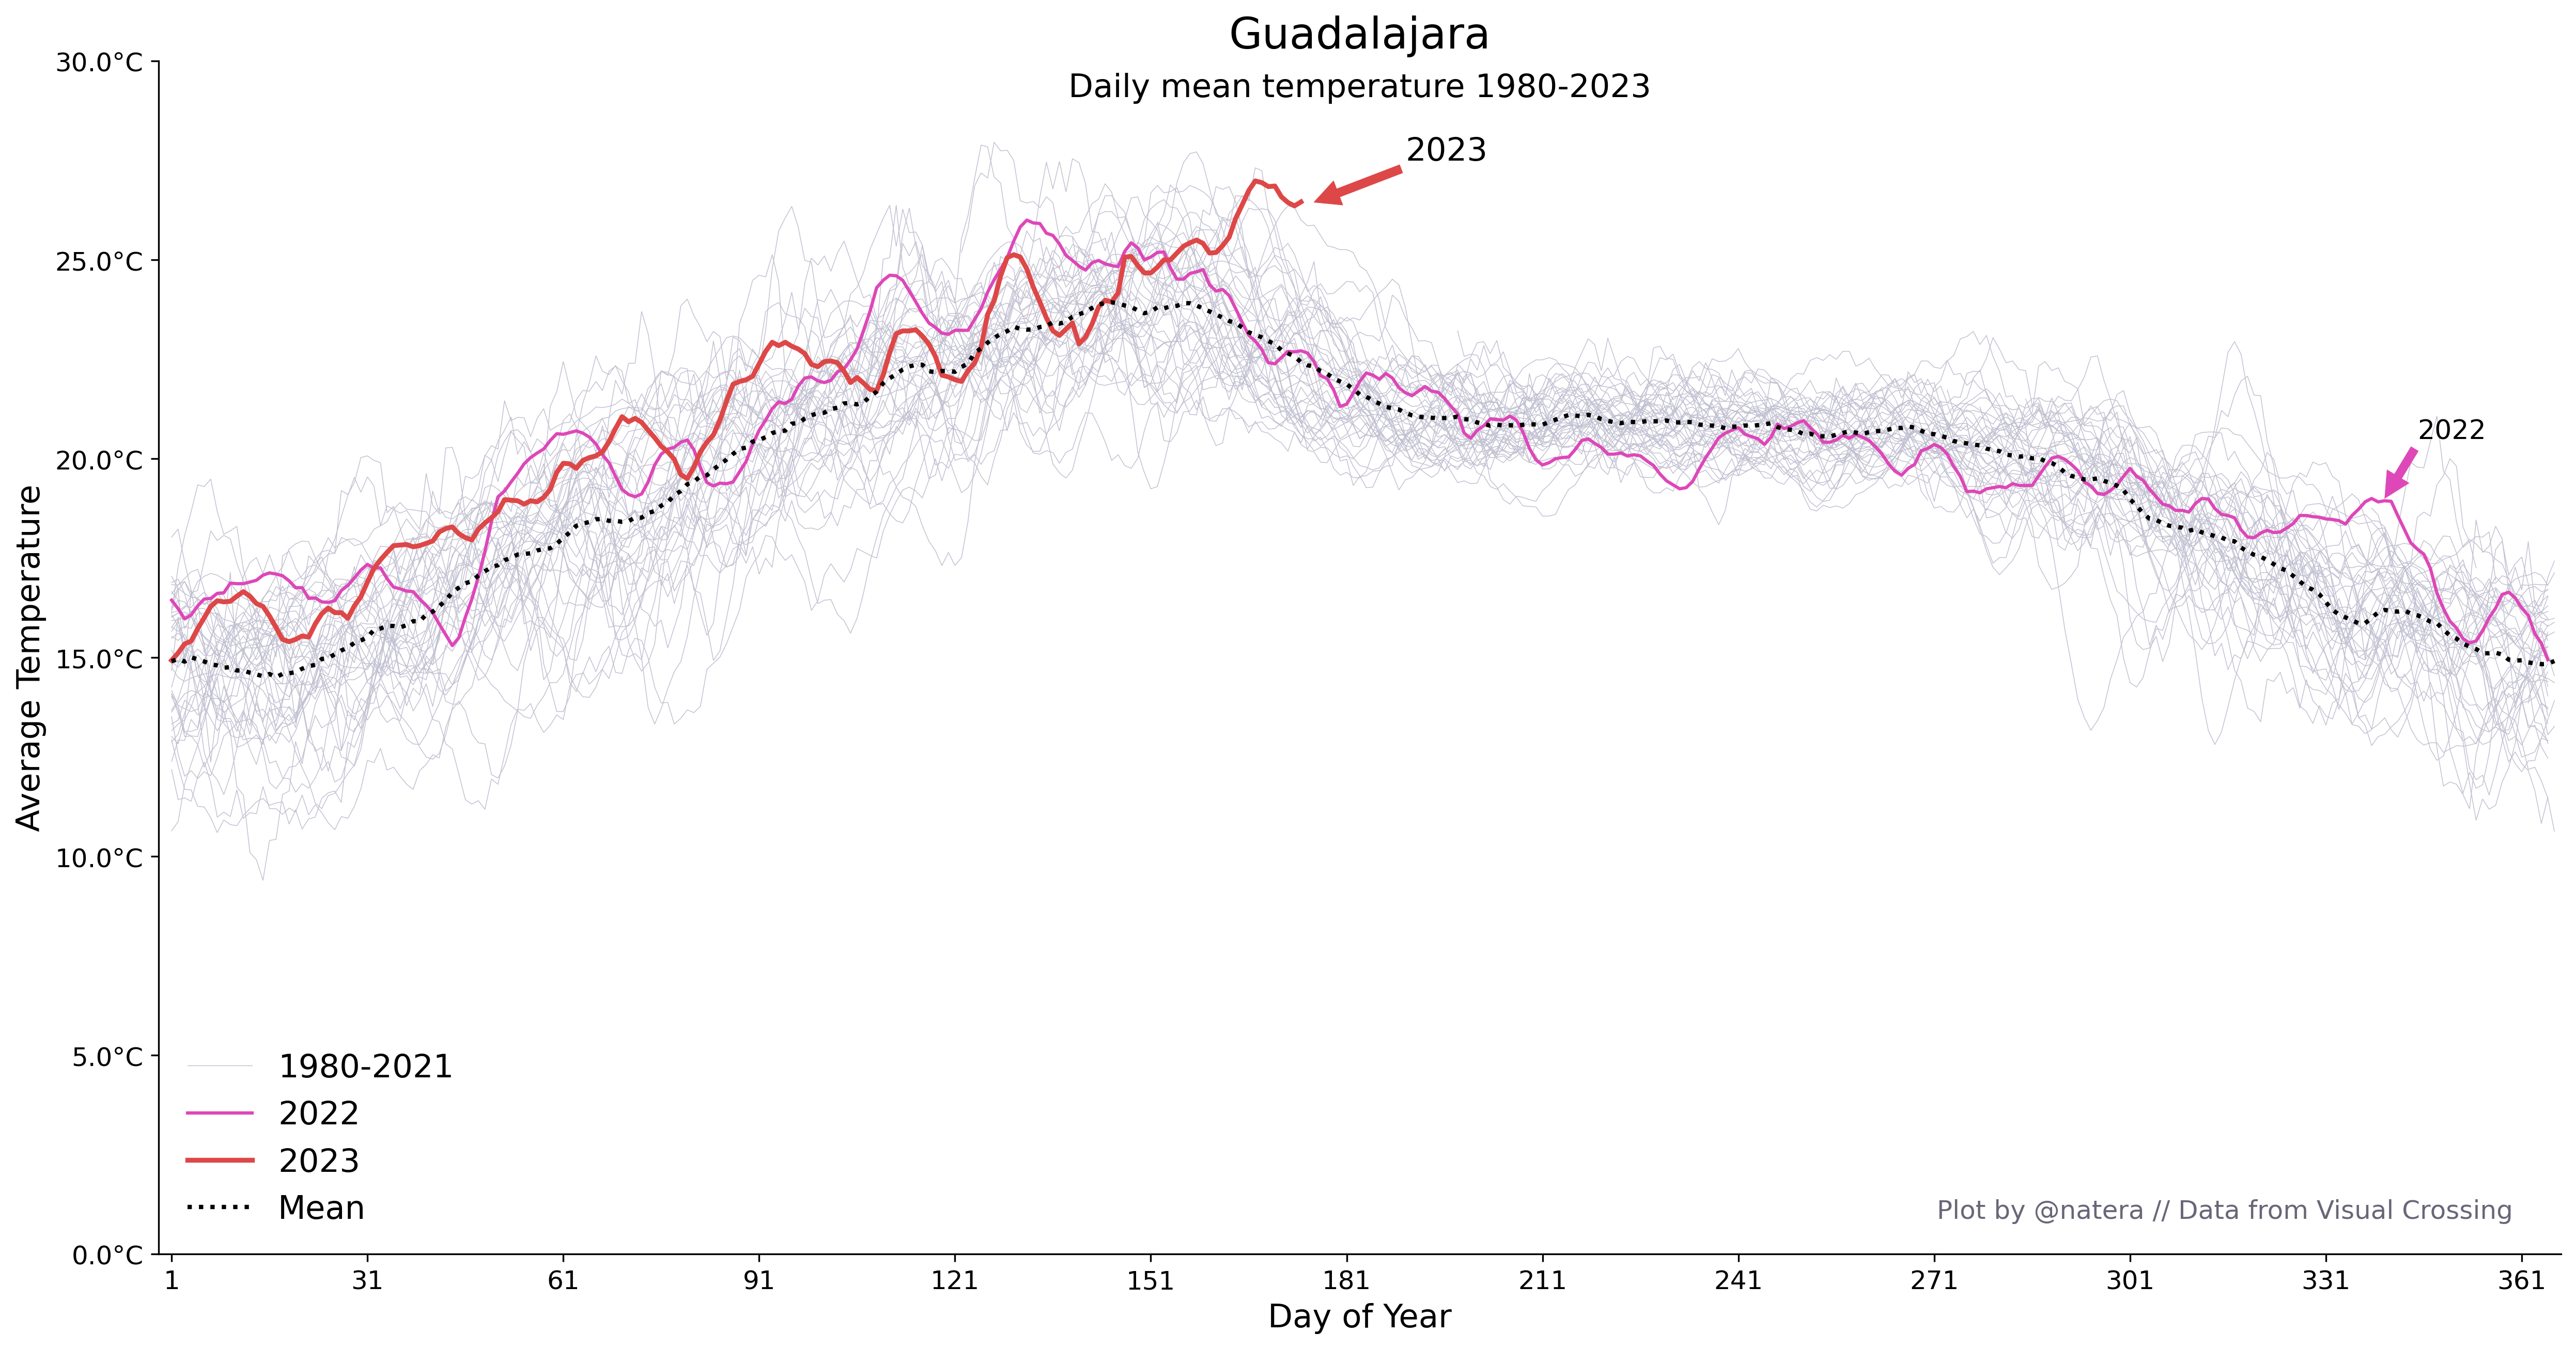 Guadalajara
Daily mean temperature 1980-2023
30.0°C
25.0°C
20.0°C
15.0°C
10.0°C
5.0°C
0.0°C
Average Temperature
2023
2022
1980-2021
2022
2023
Mean
Plot by @natera // Data from Visual Crossing
1 31 61 91 121 151 181 211 241 271 301 331 361
Day of Year